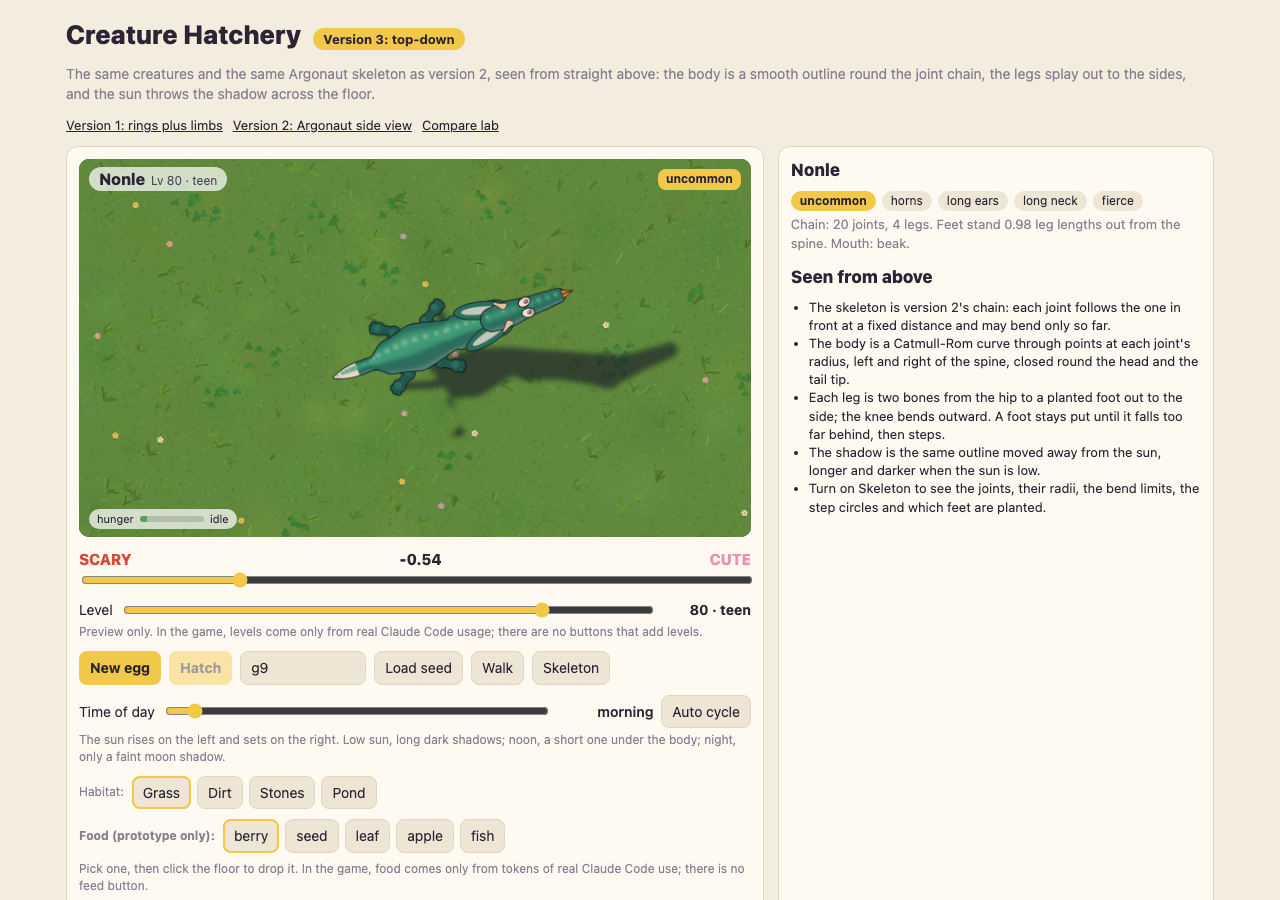 Creature Hatchery
Version 3: top-down
The same creatures and the same Argonaut skeleton as version 2, seen from straight above: the body is a smooth outline round the joint chain, the legs splay out to the sides,
and the sun throws the shadow across the floor.
Version 1: rings plus limbs
Version 2: Argonaut side view
Compare lab
Nonle Lv 80 · teen
uncommon
hunger
idle
SCARY
-0.54
CUTE
Level
80 · teen
Preview only. In the game, levels come only from real Claude Code usage; there are no buttons that add levels.
New egg
Hatch
g9
Load seed
Walk
Skeleton
Time of day
morning
Auto cycle
The sun rises on the left and sets on the right. Low sun, long dark shadows; noon, a short one under the body; night,
only a faint moon shadow.
Habitat:
Grass
Dirt
Stones
Pond
Food (prototype only):
berry
seed
leaf
apple
fish
Pick one, then click the floor to drop it. In the game, food comes only from tokens of real Claude Code use; there is no
feed button.
Nonle
uncommon
horns
long ears
long neck
fierce
Chain: 20 joints, 4 legs. Feet stand 0.98 leg lengths out from the
spine. Mouth: beak.
Seen from above
• The skeleton is version 2's chain: each joint follows the one in
front at a fixed distance and may bend only so far.
• The body is a Catmull-Rom curve through points at each joint's
radius, left and right of the spine, closed round the head and the
tail tip.
• Each leg is two bones from the hip to a planted foot out to the
side; the knee bends outward. A foot stays put until it falls too
far behind, then steps.
• The shadow is the same outline moved away from the sun,
longer and darker when the sun is low.
• Turn on Skeleton to see the joints, their radii, the bend limits, the
step circles and which feet are planted.